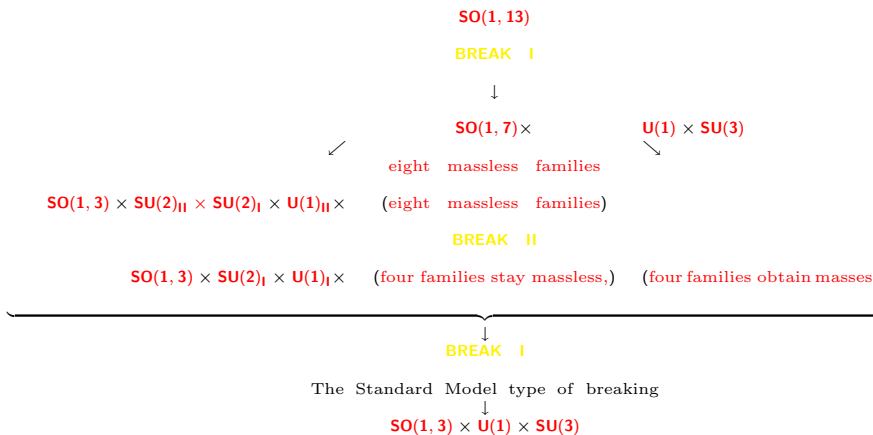 SO(1, 13)
BREAK I
↓
SO(1, 7)× U(1) × SU(3)
↙ ↘
eight massless families
SO(1, 3) × SU(2)II × SU(2)I × U(1)II× (eight massless families)
BREAK II
SO(1, 3) × SU(2)I × U(1)I× (four families stay massless,) (four families obtain masses
↓
BREAK I
The Standard Model type of breaking
↓
SO(1, 3) × U(1) × SU(3)